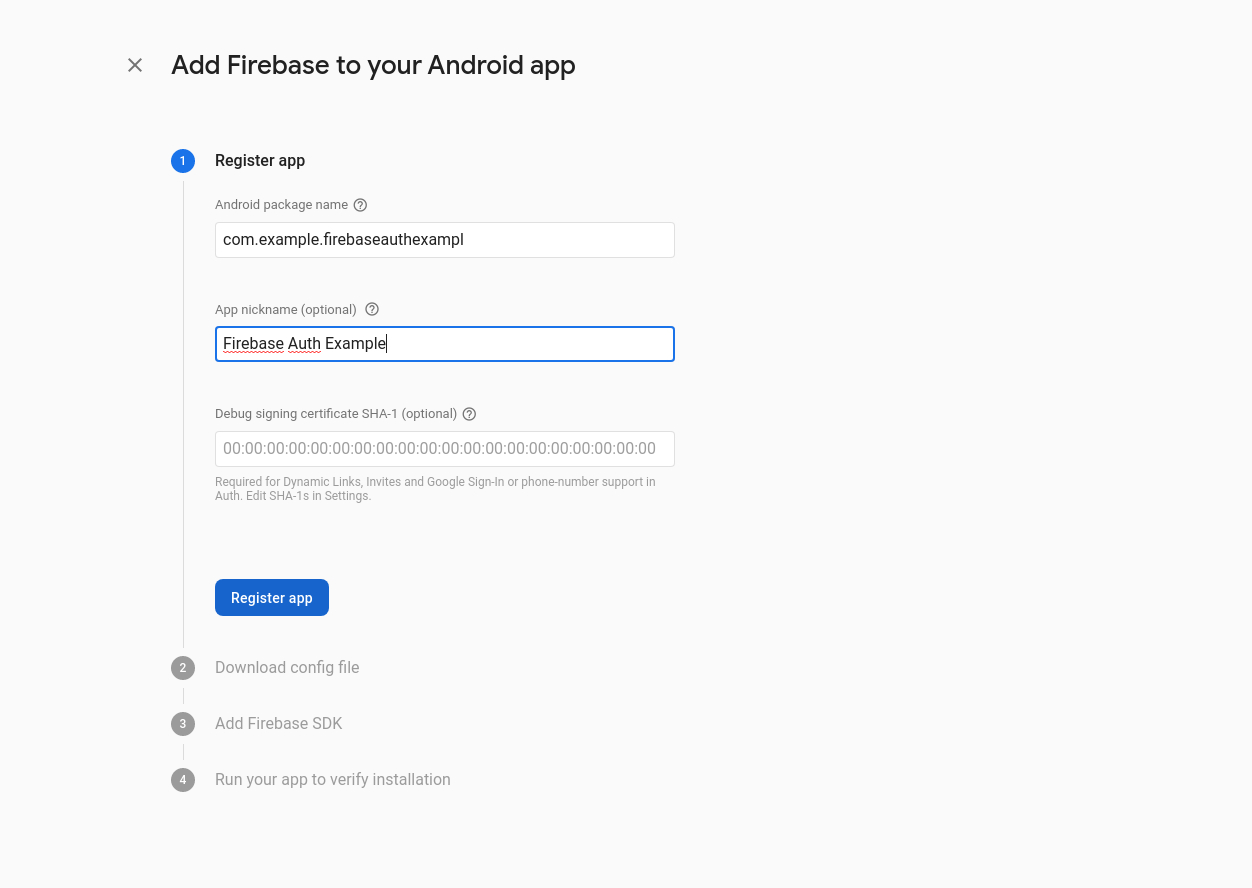 Add Firebase to your Android app
1 Register app
Android package name ?
com.example.firebaseauthexampl
App nickname (optional) ?
Firebase Auth Example
Debug signing certificate SHA-1 (optional) ?
00:00:00:00:00:00:00:00:00:00:00:00:00:00:00:00:00:00:00:00
Required for Dynamic Links, Invites and Google Sign-In or phone-number support in
Auth. Edit SHA-1s in Settings.
Register app
2 Download config file
3 Add Firebase SDK
4 Run your app to verify installation